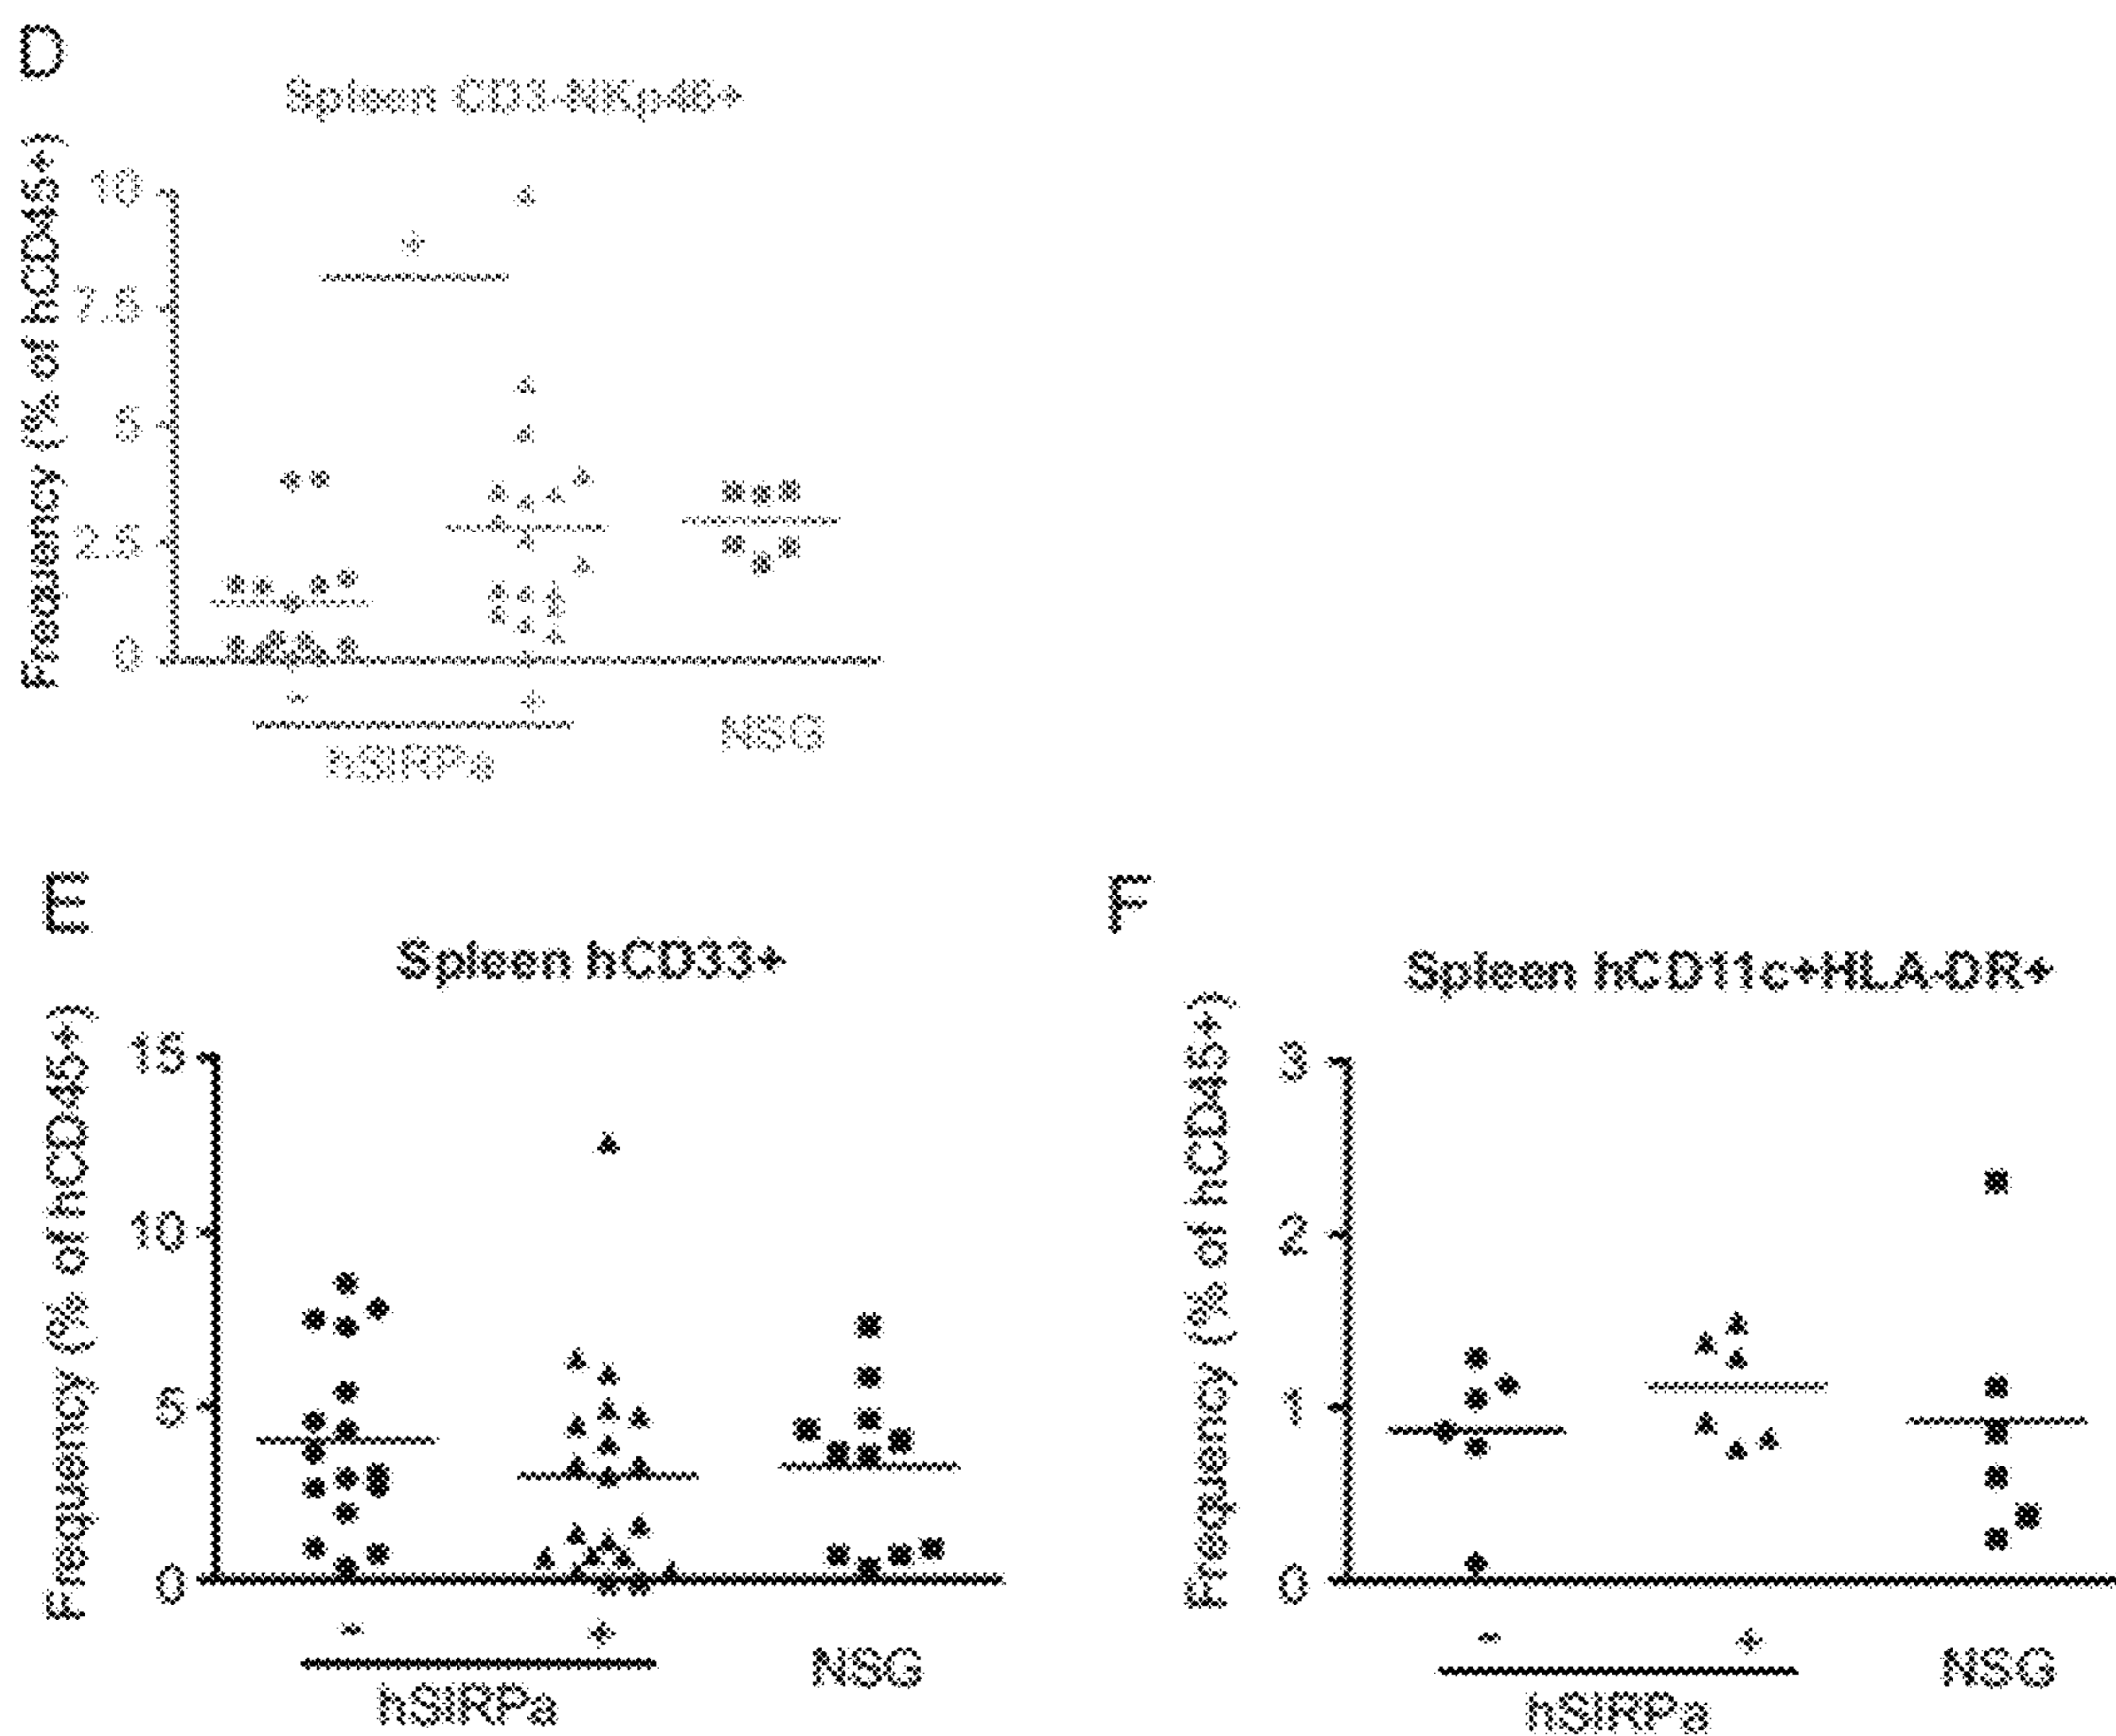 D
Spleen CD3-NKp46+
Frequency (% of hCD45+)
10
*
7.5
5
2.5
0
- +
hSIRPa
NSG
E
Spleen hCD33+
Frequency (% of hCD45+)
15
10
5
0
- +
hSIRPa
NSG
F
Spleen hCD11c+HLA-DR+
Frequency (% of hCD45+)
3
2
1
0
- +
hSIRPa
NSG